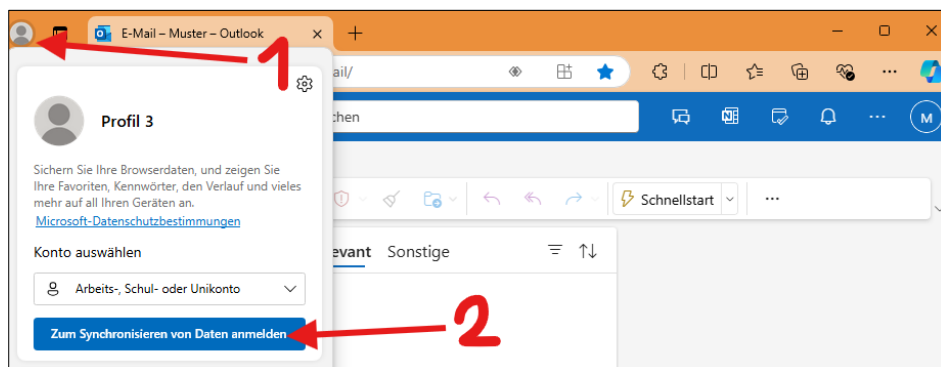 E-Mail – Muster – Outlook
1
ail/
Profil 3
chen
M
Sichern Sie Ihre Browserdaten, und zeigen Sie
Ihre Favoriten, Kennwörter, den Verlauf und vieles
mehr auf all Ihren Geräten an.
Microsoft-Datenschutzbestimmungen
Schnellstart
Konto auswählen
evant Sonstige
Arbeits-, Schul- oder Unikonto
Zum Synchronisieren von Daten anmelden
2